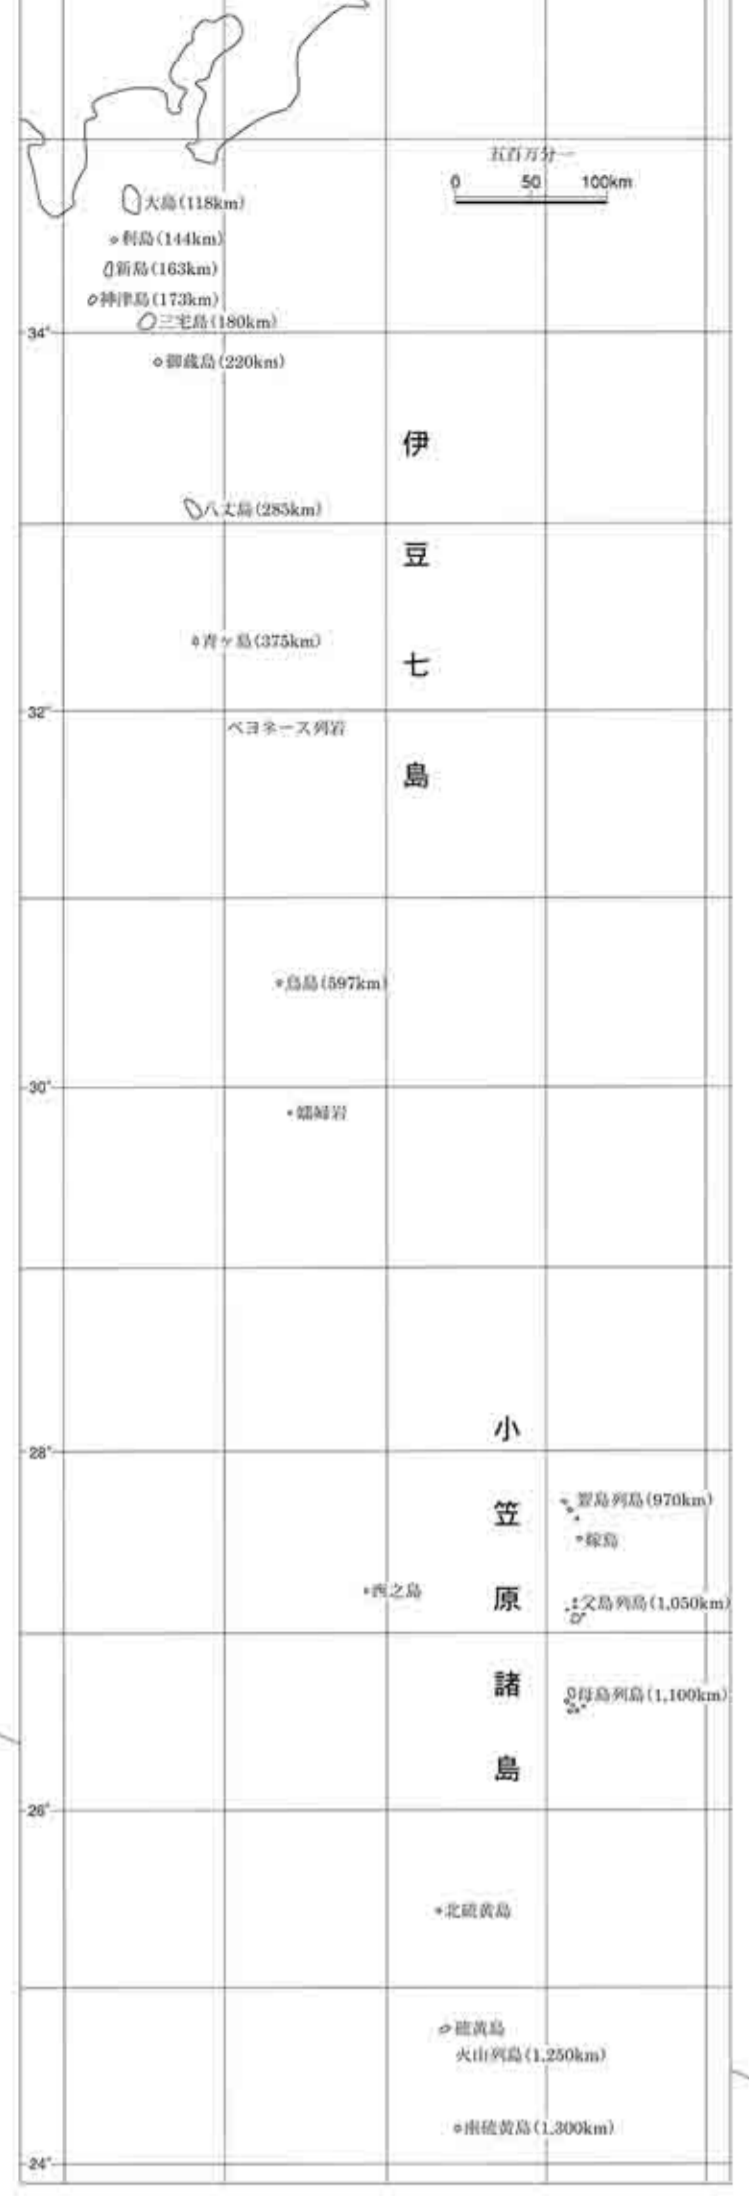 五百万分一
0 50 100km
大島(118km)
利島(144km)
新島(163km)
神津島(173km)
三宅島(180km)
34°
御蔵島(220km)
伊豆七島
八丈島(285km)
青ヶ島(375km)
32°
ベヨネース列岩
鳥島(597km)
30°
孀婦岩
小笠原諸島
28°
聟島列島(970km)
嫁島
西之島
父島列島(1,050km)
母島列島(1,100km)
26°
北硫黄島
硫黄島
火山列島(1,250km)
南硫黄島(1,300km)
24°